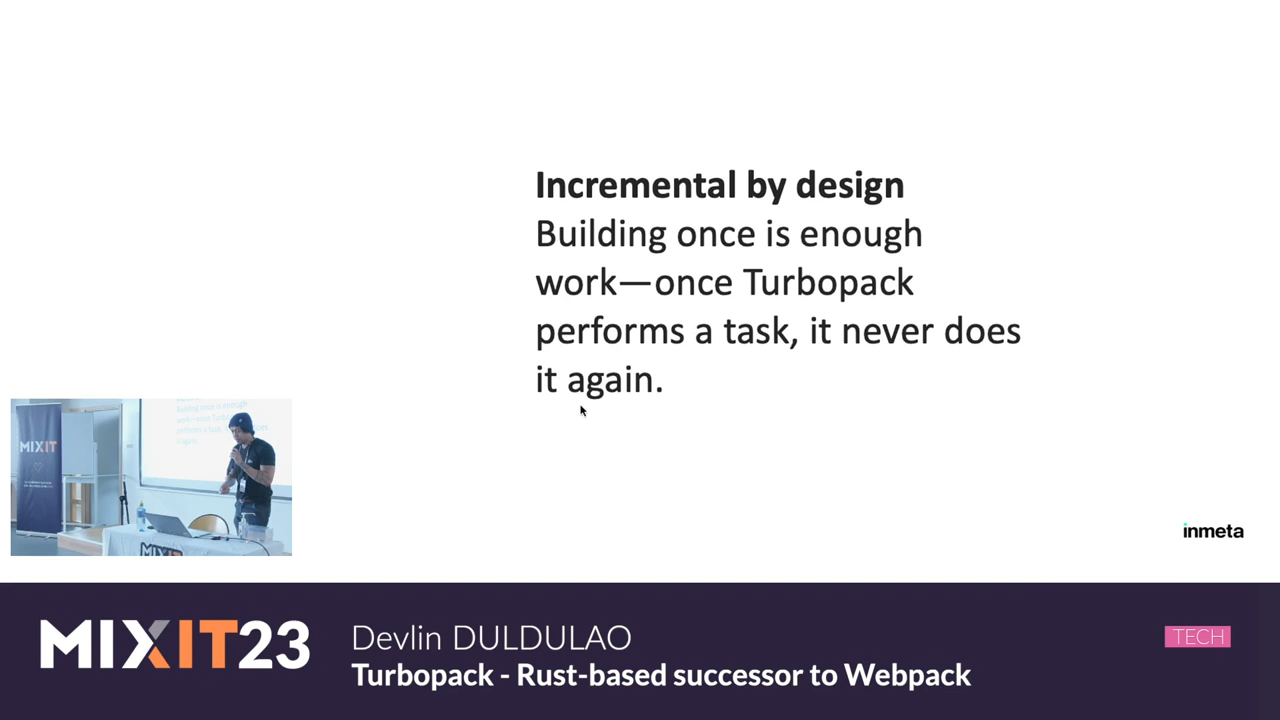 Incremental by design
Building once is enough
work—once Turbopack
performs a task, it never does
it again.
MIXIT
MIXIT
inmeta
MIXIT23
Devlin DULDULAO
TECH
Turbopack - Rust-based successor to Webpack